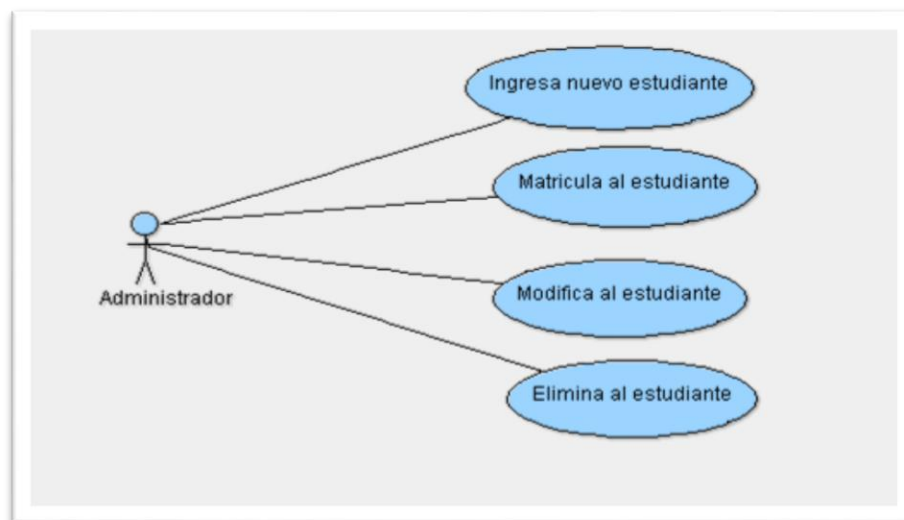 Ingresa nuevo estudiante
Matricula al estudiante
Administrador
Modifica al estudiante
Elimina al estudiante